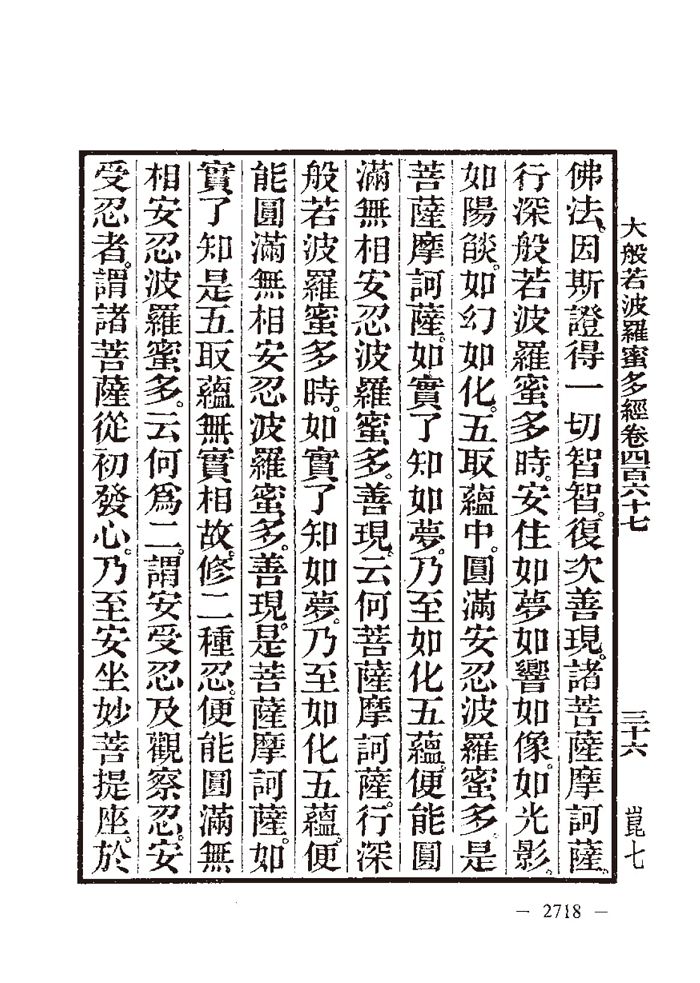 大般若波羅蜜多經卷四百六十七
三十六
崑七
佛法、因斯證得一切智智。復次善現、諸菩薩摩訶薩、
行深般若波羅蜜多時。安住如夢如響如像。如光影。
如陽燄。如幻如化。五取蘊中。圓滿安忍波羅蜜多。是
菩薩摩訶薩。如實了知如夢。乃至如化五蘊。便能圓
滿無相安忍波羅蜜多。善現、云何菩薩摩訶薩。行深
般若波羅蜜多時。如實了知如夢。乃至如化五蘊。便
能圓滿無相安忍波羅蜜多。善現。是菩薩摩訶薩。如
實了知是五取蘊無實相故。修二種忍。便能圓滿無
相安忍波羅蜜多。云何為二。謂安受忍及觀察忍。安
受忍者。謂諸菩薩從初發心。乃至安坐妙菩提座。於
— 2718 —